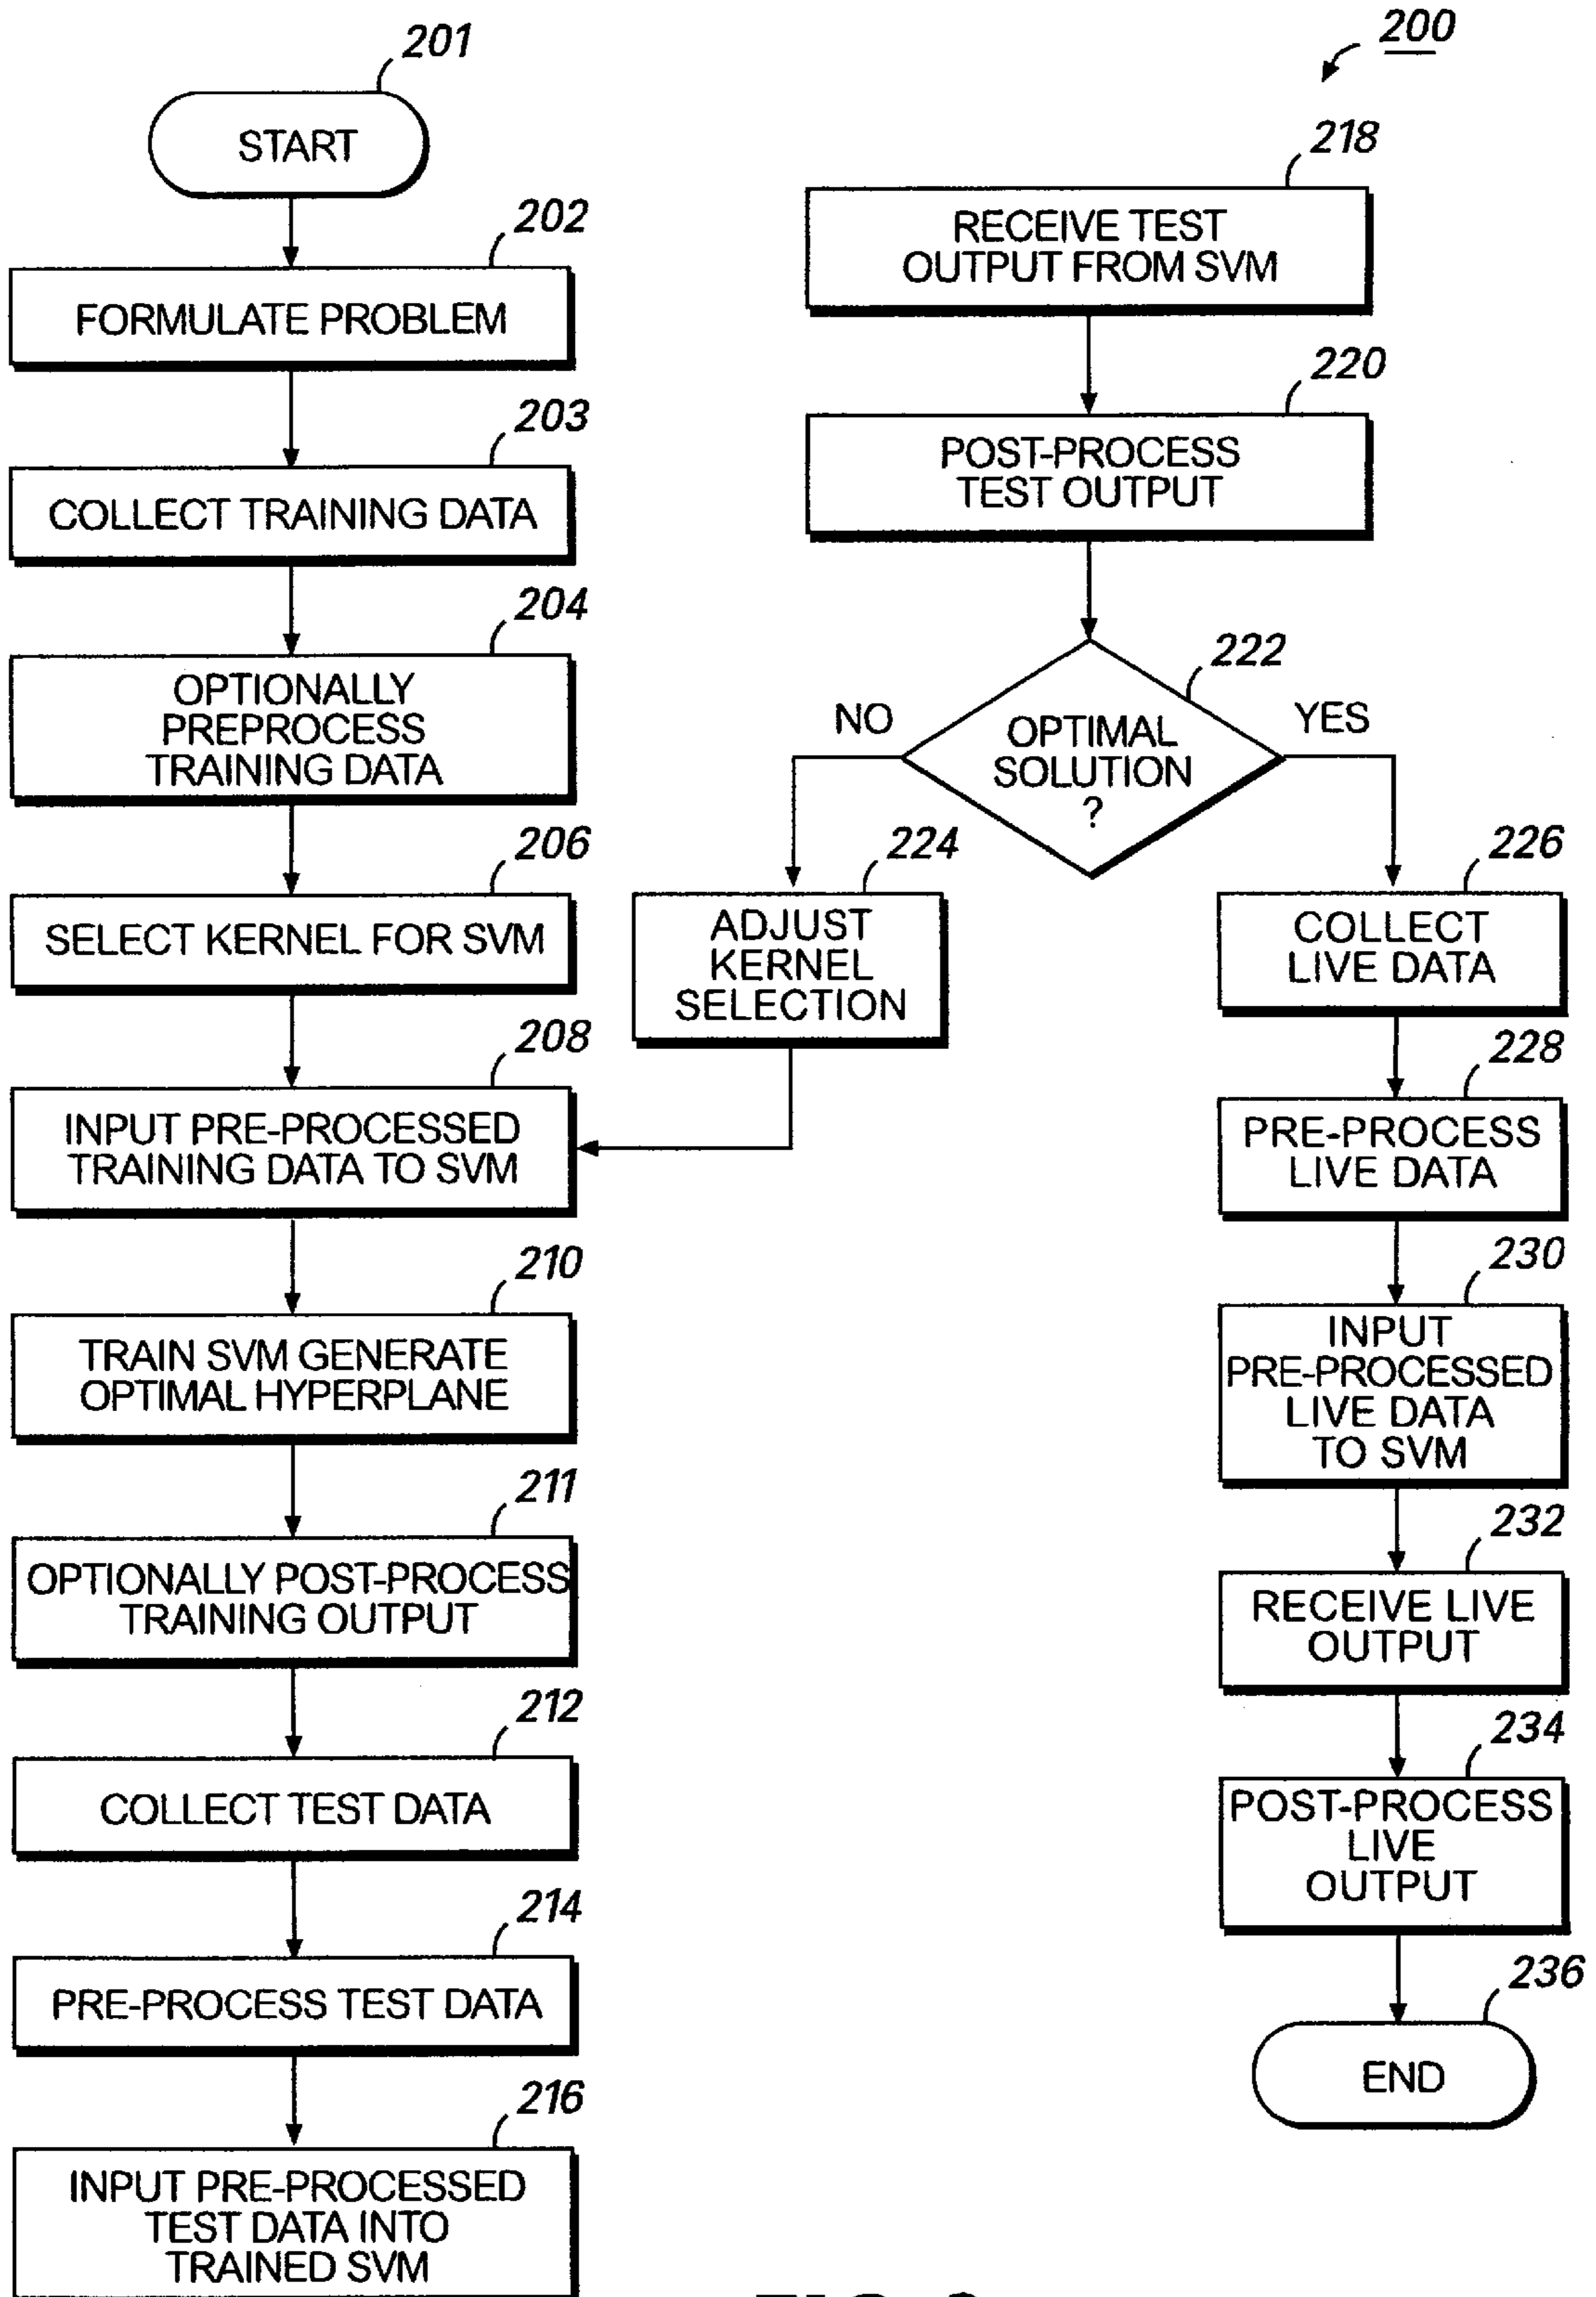 201
START
202
FORMULATE PROBLEM
203
COLLECT TRAINING DATA
204
OPTIONALLY
PREPROCESS
TRAINING DATA
206
SELECT KERNEL FOR SVM
208
INPUT PRE-PROCESSED
TRAINING DATA TO SVM
210
TRAIN SVM GENERATE
OPTIMAL HYPERPLANE
211
OPTIONALLY POST-PROCESS
TRAINING OUTPUT
212
COLLECT TEST DATA
214
PRE-PROCESS TEST DATA
216
INPUT PRE-PROCESSED
TEST DATA INTO
TRAINED SVM
200
218
RECEIVE TEST
OUTPUT FROM SVM
220
POST-PROCESS
TEST OUTPUT
222
OPTIMAL
SOLUTION
?
NO
YES
224
ADJUST
KERNEL
SELECTION
226
COLLECT
LIVE DATA
228
PRE-PROCESS
LIVE DATA
230
INPUT
PRE-PROCESSED
LIVE DATA
TO SVM
232
RECEIVE LIVE
OUTPUT
234
POST-PROCESS
LIVE
OUTPUT
236
END